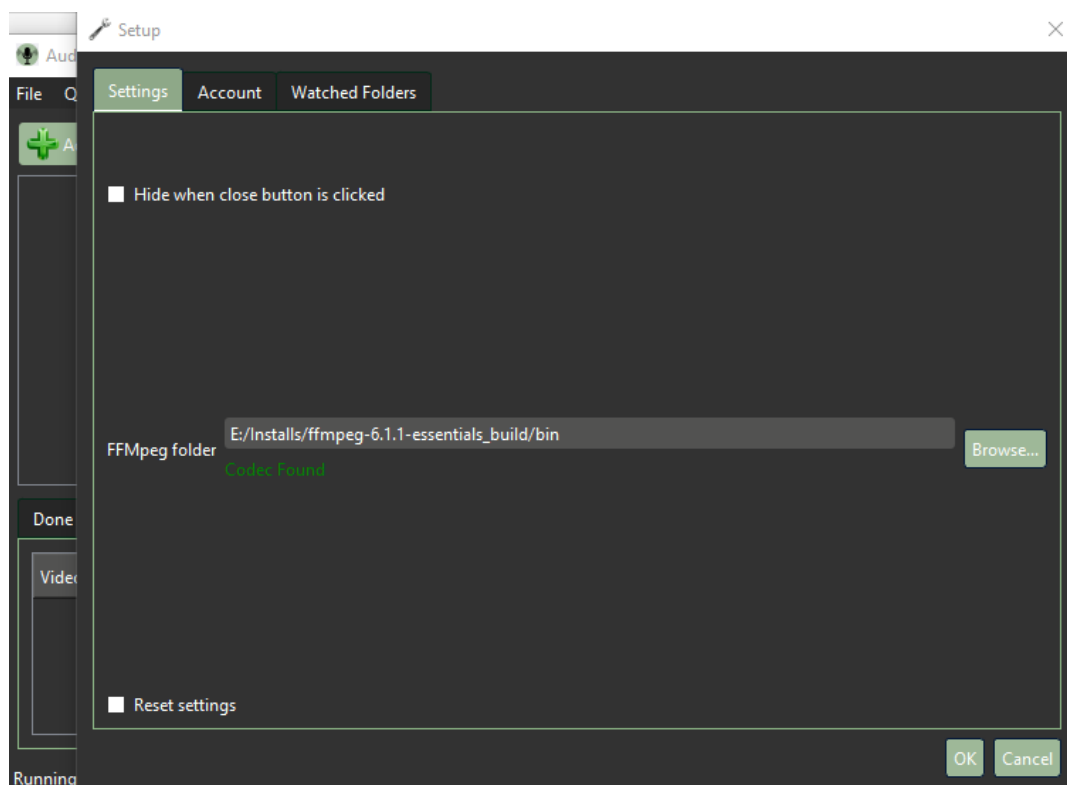 Setup
Aud
File Q
Settings Account Watched Folders
A
Hide when close button is clicked
E:/Installs/ffmpeg-6.1.1-essentials_build/bin
FFMpeg folder
Browse...
Codec Found
Done
Video
Reset settings
OK Cancel
Running